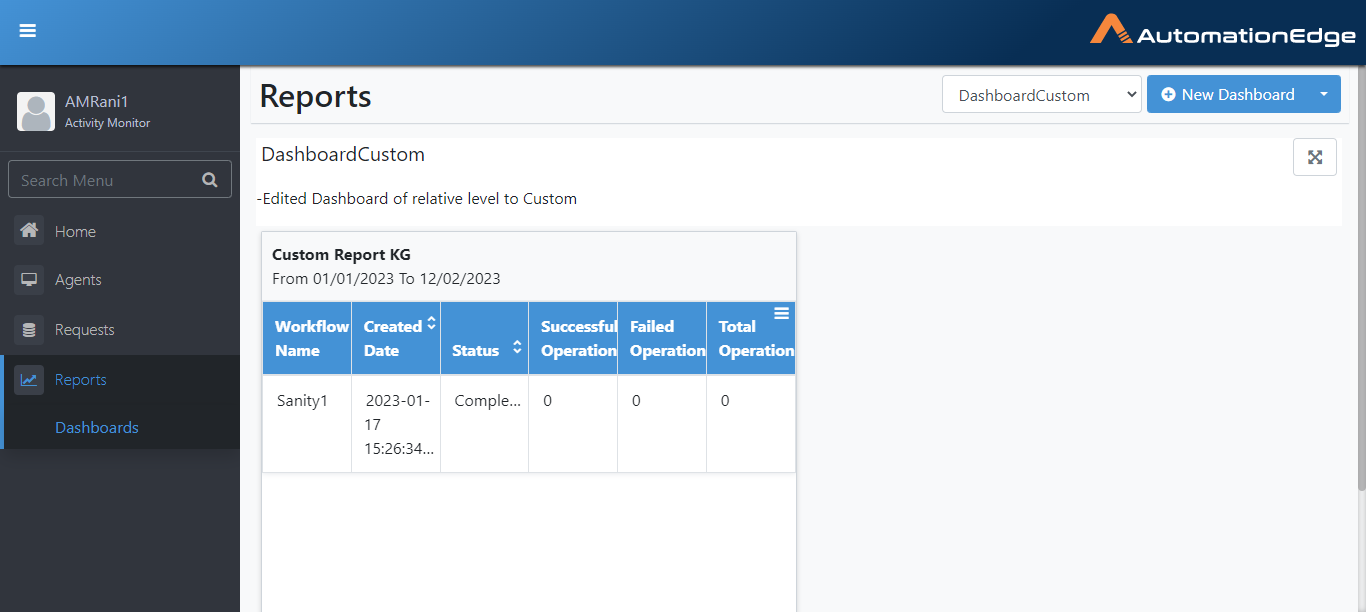 AutomationEdge
AMRani1
Activity Monitor
Search Menu
Home
Agents
Requests
Reports
Dashboards
Reports
DashboardCustom
New Dashboard
DashboardCustom
-Edited Dashboard of relative level to Custom
Custom Report KG
From 01/01/2023 To 12/02/2023
Workflow Name
Created Date
Status
Successful Operation
Failed Operation
Total Operation
Sanity1
2023-01-
17
15:26:34...
Comple...
0
0
0